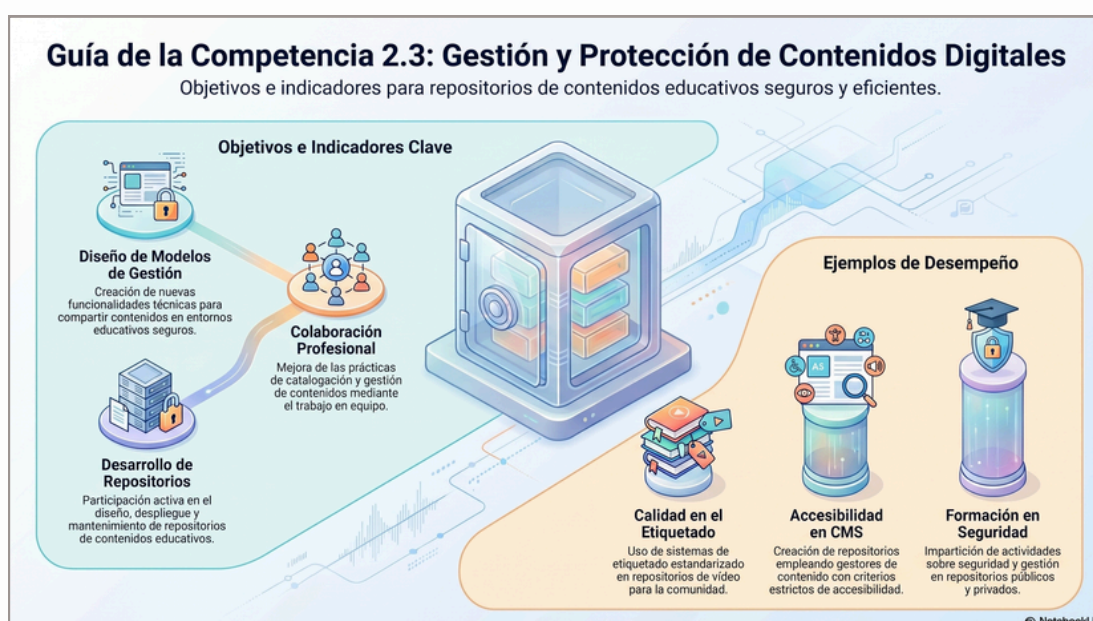 Guía de la Competencia 2.3: Gestión y Protección de Contenidos Digitales
Objetivos e indicadores para repositorios de contenidos educativos seguros y eficientes.
Objetivos e Indicadores Clave
Diseño de Modelos
de Gestión
Creación de nuevas
funcionalidades técnicas para
compartir contenidos en entornos
educativos seguros.
Colaboración
Profesional
Mejora de las prácticas
de catalogación y gestión
de contenidos mediante
el trabajo en equipo.
Desarrollo de
Repositorios
Participación activa en el
diseño, despliegue y
mantenimiento de repositorios
de contenidos educativos.
Ejemplos de Desempeño
AS
Calidad en el
Etiquetado
Uso de sistemas de
etiquetado estandarizado
en repositorios de vídeo
para la comunidad.
Accesibilidad
en CMS
Creación de repositorios
empleando gestores de
contenido con criterios
estrictos de accesibilidad.
Formación en
Seguridad
Impartición de actividades
sobre seguridad y gestión
en repositorios públicos
y privados.